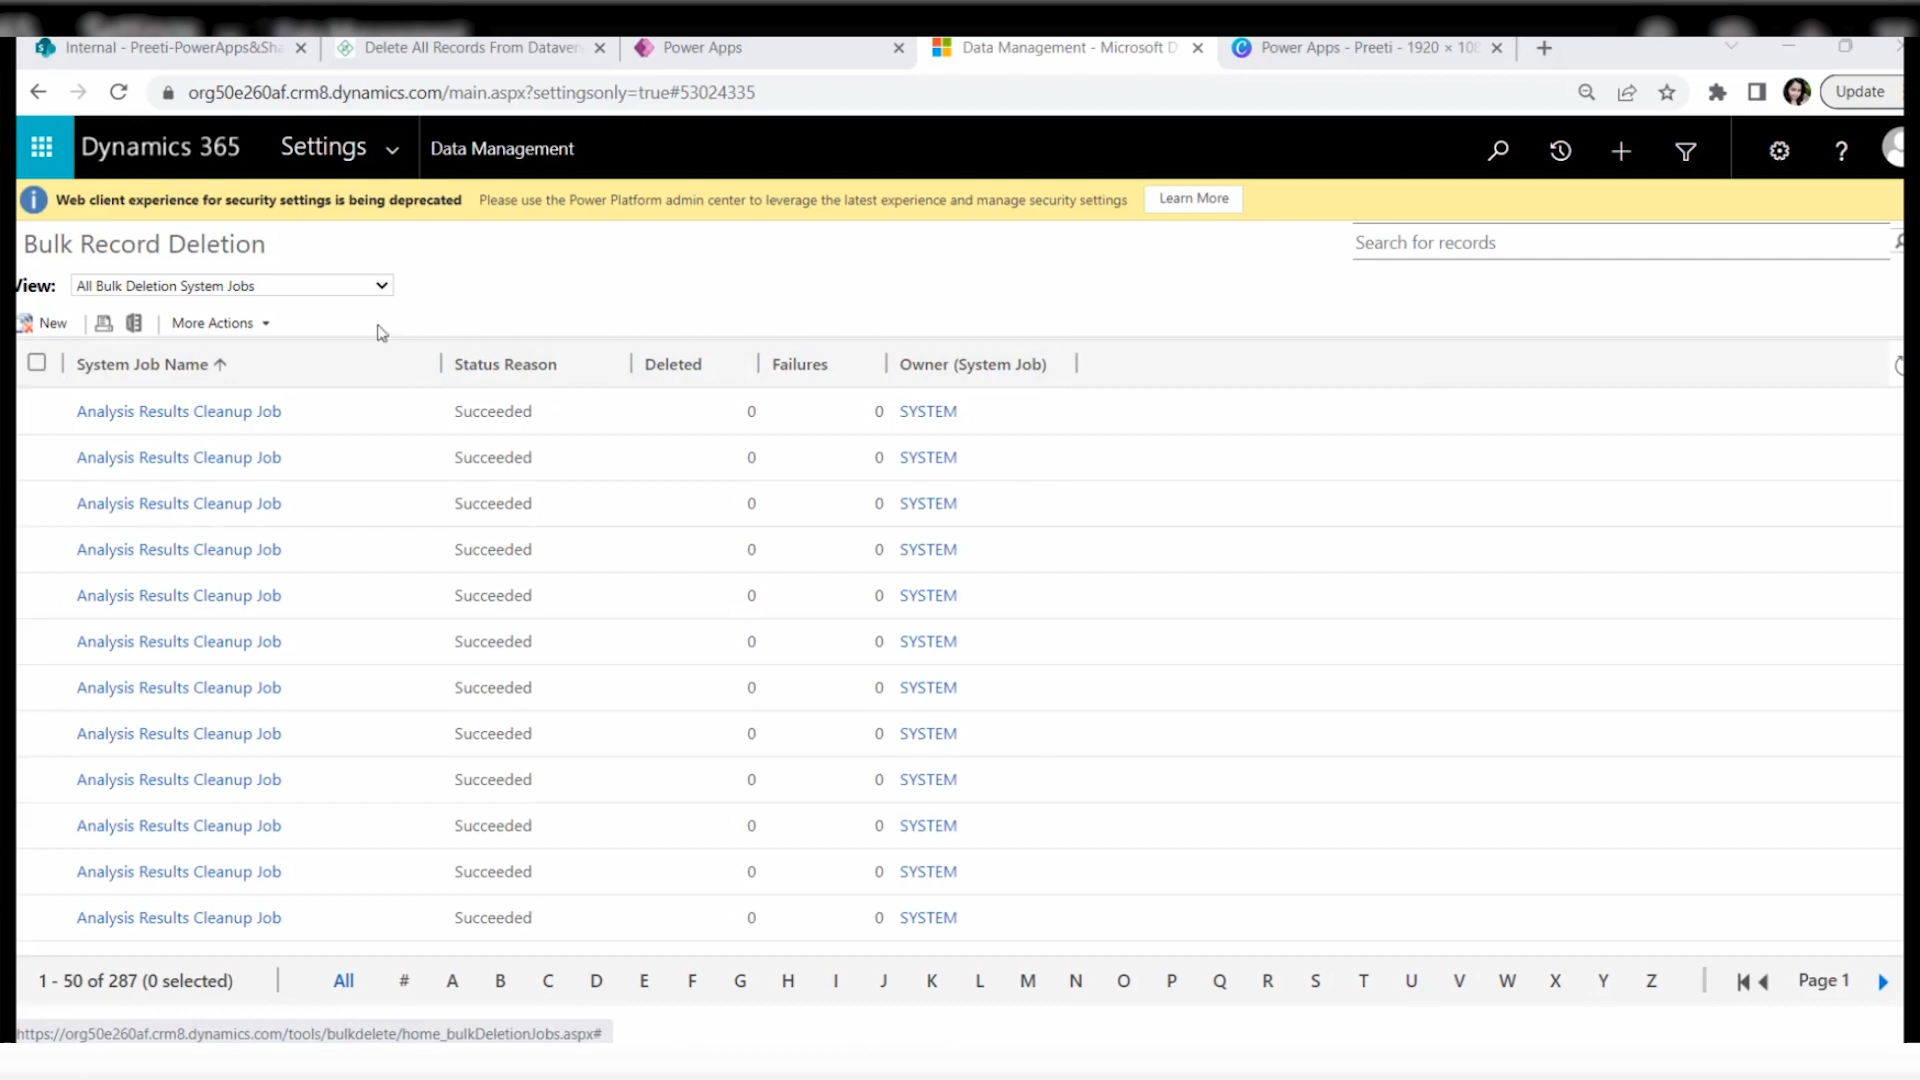 Internal - Preeti-PowerApps&Sha
Delete All Records From Dataver
Power Apps
Data Management - Microsoft D
Power Apps - Preeti - 1920 × 108
org50e260af.crm8.dynamics.com/main.aspx?settingsonly=true#53024335
Update
Dynamics 365
Settings
Data Management
Web client experience for security settings is being deprecated Please use the Power Platform admin center to leverage the latest experience and manage security settings Learn More
Bulk Record Deletion
Search for records
View: All Bulk Deletion System Jobs
New More Actions
System Job Name Status Reason Deleted Failures Owner (System Job)
Analysis Results Cleanup Job Succeeded 0 0 SYSTEM
Analysis Results Cleanup Job Succeeded 0 0 SYSTEM
Analysis Results Cleanup Job Succeeded 0 0 SYSTEM
Analysis Results Cleanup Job Succeeded 0 0 SYSTEM
Analysis Results Cleanup Job Succeeded 0 0 SYSTEM
Analysis Results Cleanup Job Succeeded 0 0 SYSTEM
Analysis Results Cleanup Job Succeeded 0 0 SYSTEM
Analysis Results Cleanup Job Succeeded 0 0 SYSTEM
Analysis Results Cleanup Job Succeeded 0 0 SYSTEM
Analysis Results Cleanup Job Succeeded 0 0 SYSTEM
Analysis Results Cleanup Job Succeeded 0 0 SYSTEM
Analysis Results Cleanup Job Succeeded 0 0 SYSTEM
1 - 50 of 287 (0 selected) All # A B C D E F G H I J K L M N O P Q R S T U V W X Y Z Page 1
https://org50e260af.crm8.dynamics.com/tools/bulkdelete/home_bulkDeletionJobs.aspx#